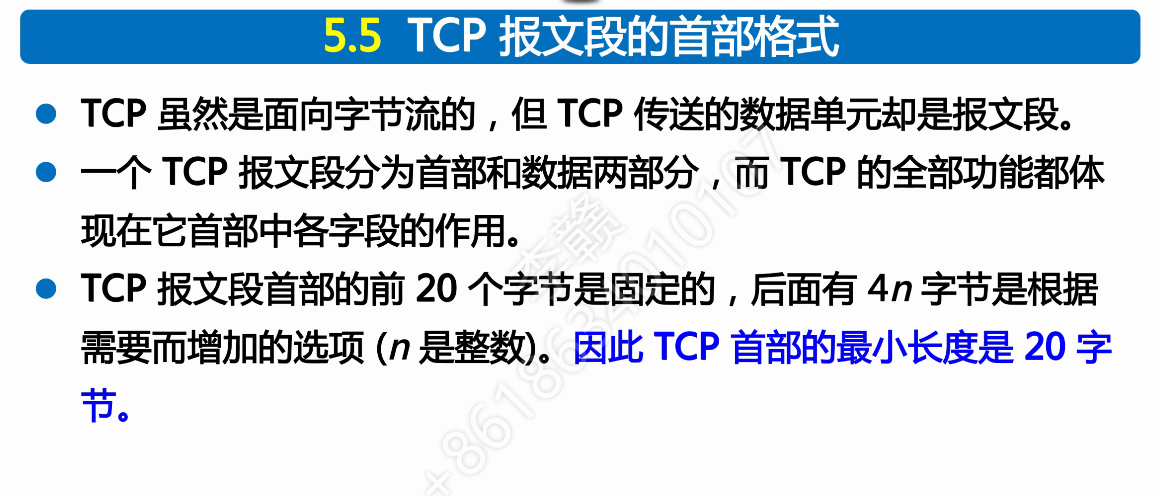 5.5 TCP 报文段的首部格式
TCP 虽然是面向字节流的，但 TCP 传送的数据单元却是报文段。
一个 TCP 报文段分为首部和数据两部分，而 TCP 的全部功能都体
现在它首部中各字段的作用。
TCP 报文段首部的前 20 个字节是固定的，后面有 4n 字节是根据
需要而增加的选项 (n 是整数)。因此 TCP 首部的最小长度是 20 字
节。
李赣
+8618634010107